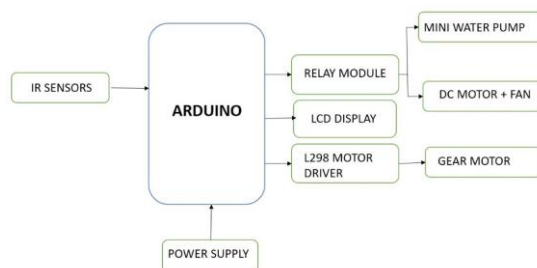 MINI WATER PUMP
RELAY MODULE
IR SENSORS
DC MOTOR + FAN
ARDUINO
LCD DISPLAY
L298 MOTOR
DRIVER
GEAR MOTOR
POWER SUPPLY